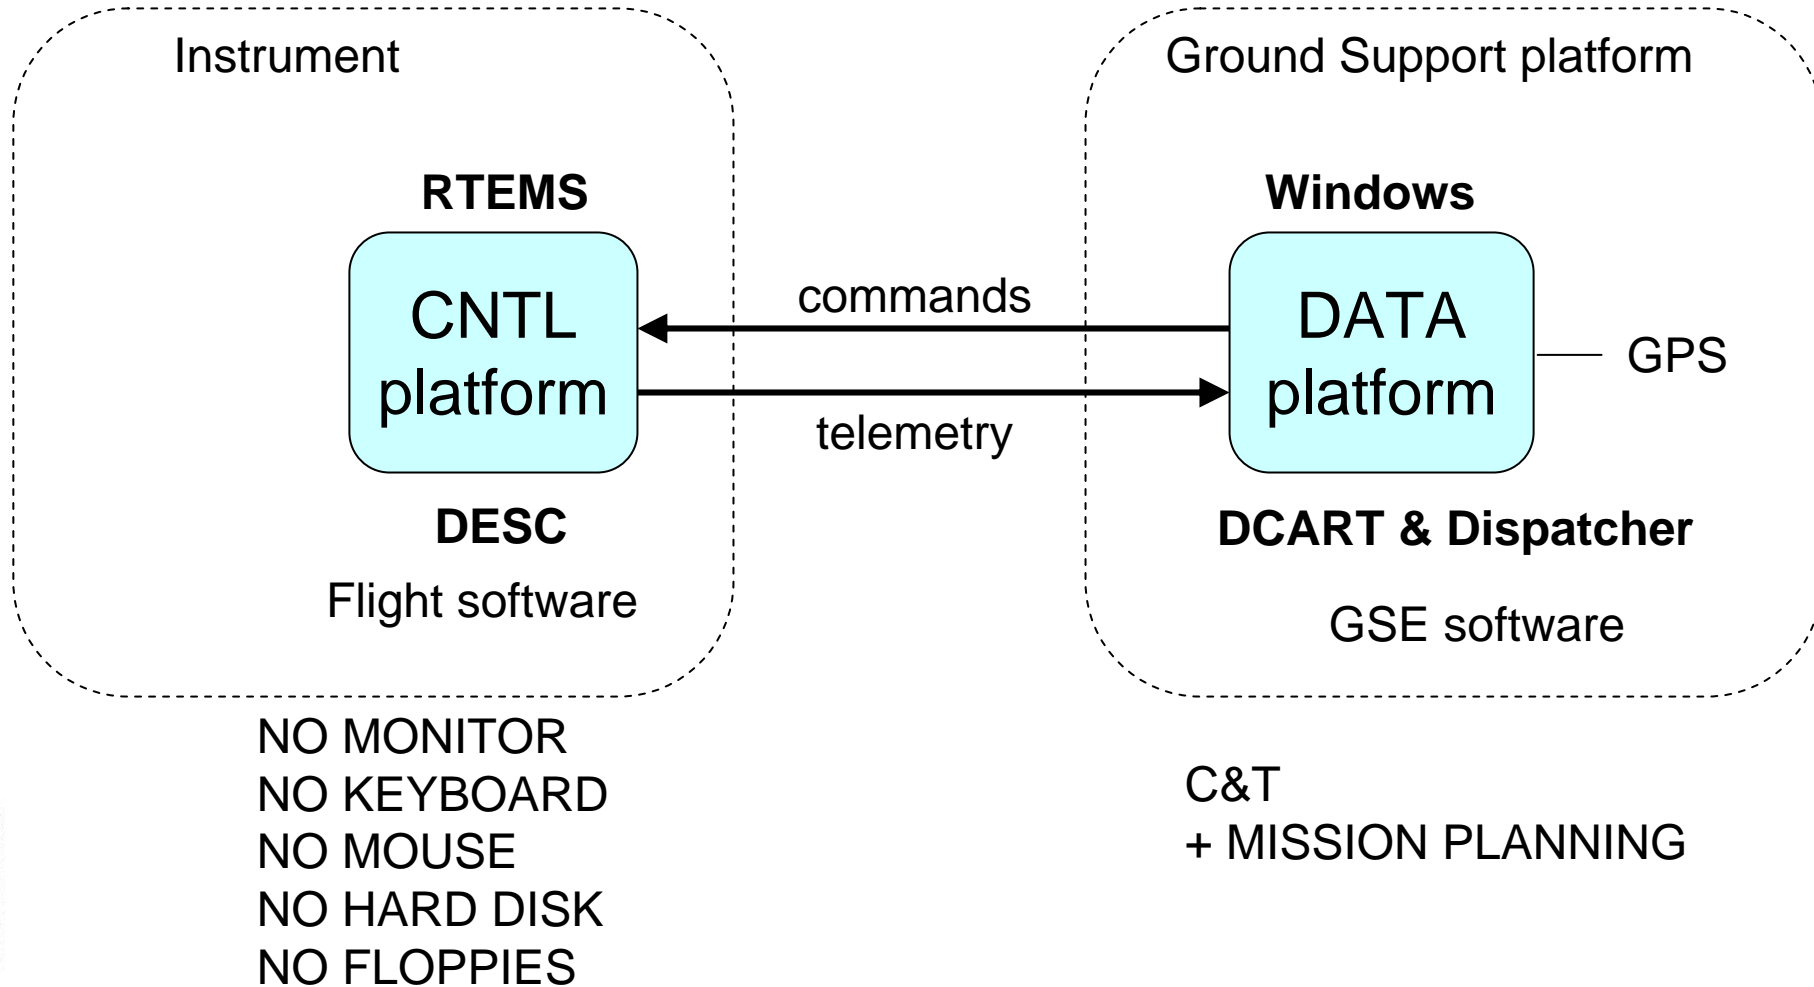 Instrument
RTEMS
CNTL
platform
DESC
Flight software
commands
telemetry
Ground Support platform
Windows
DATA
platform
GPS
DCART & Dispatcher
GSE software
NO MONITOR
NO KEYBOARD
NO MOUSE
NO HARD DISK
NO FLOPPIES
C&T
+ MISSION PLANNING